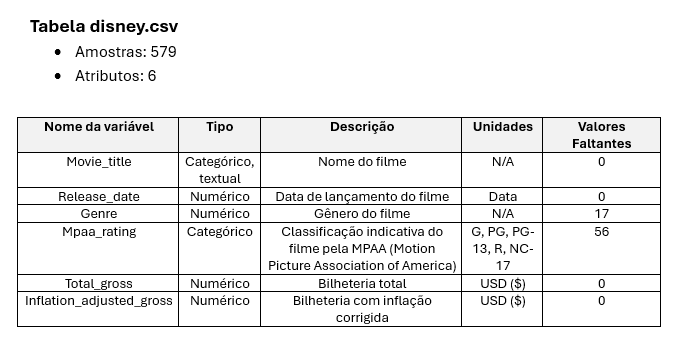 Tabela disney.csv
• Amostras: 579
• Atributos: 6
Nome da variável Tipo Descrição Unidades Valores
Faltantes
Movie_title Categórico, Nome do filme N/A 0
textual
Release_date Numérico Data de lançamento do filme Data 0
Genre Numérico Gênero do filme N/A 17
Mpaa_rating Categórico Classificação indicativa do G, PG, PG- 56
filme pela MPAA (Motion 13, R, NC-
Picture Association of America) 17
Total_gross Numérico Bilheteria total USD ($) 0
Inflation_adjusted_gross Numérico Bilheteria com inflação USD ($) 0
corrigida